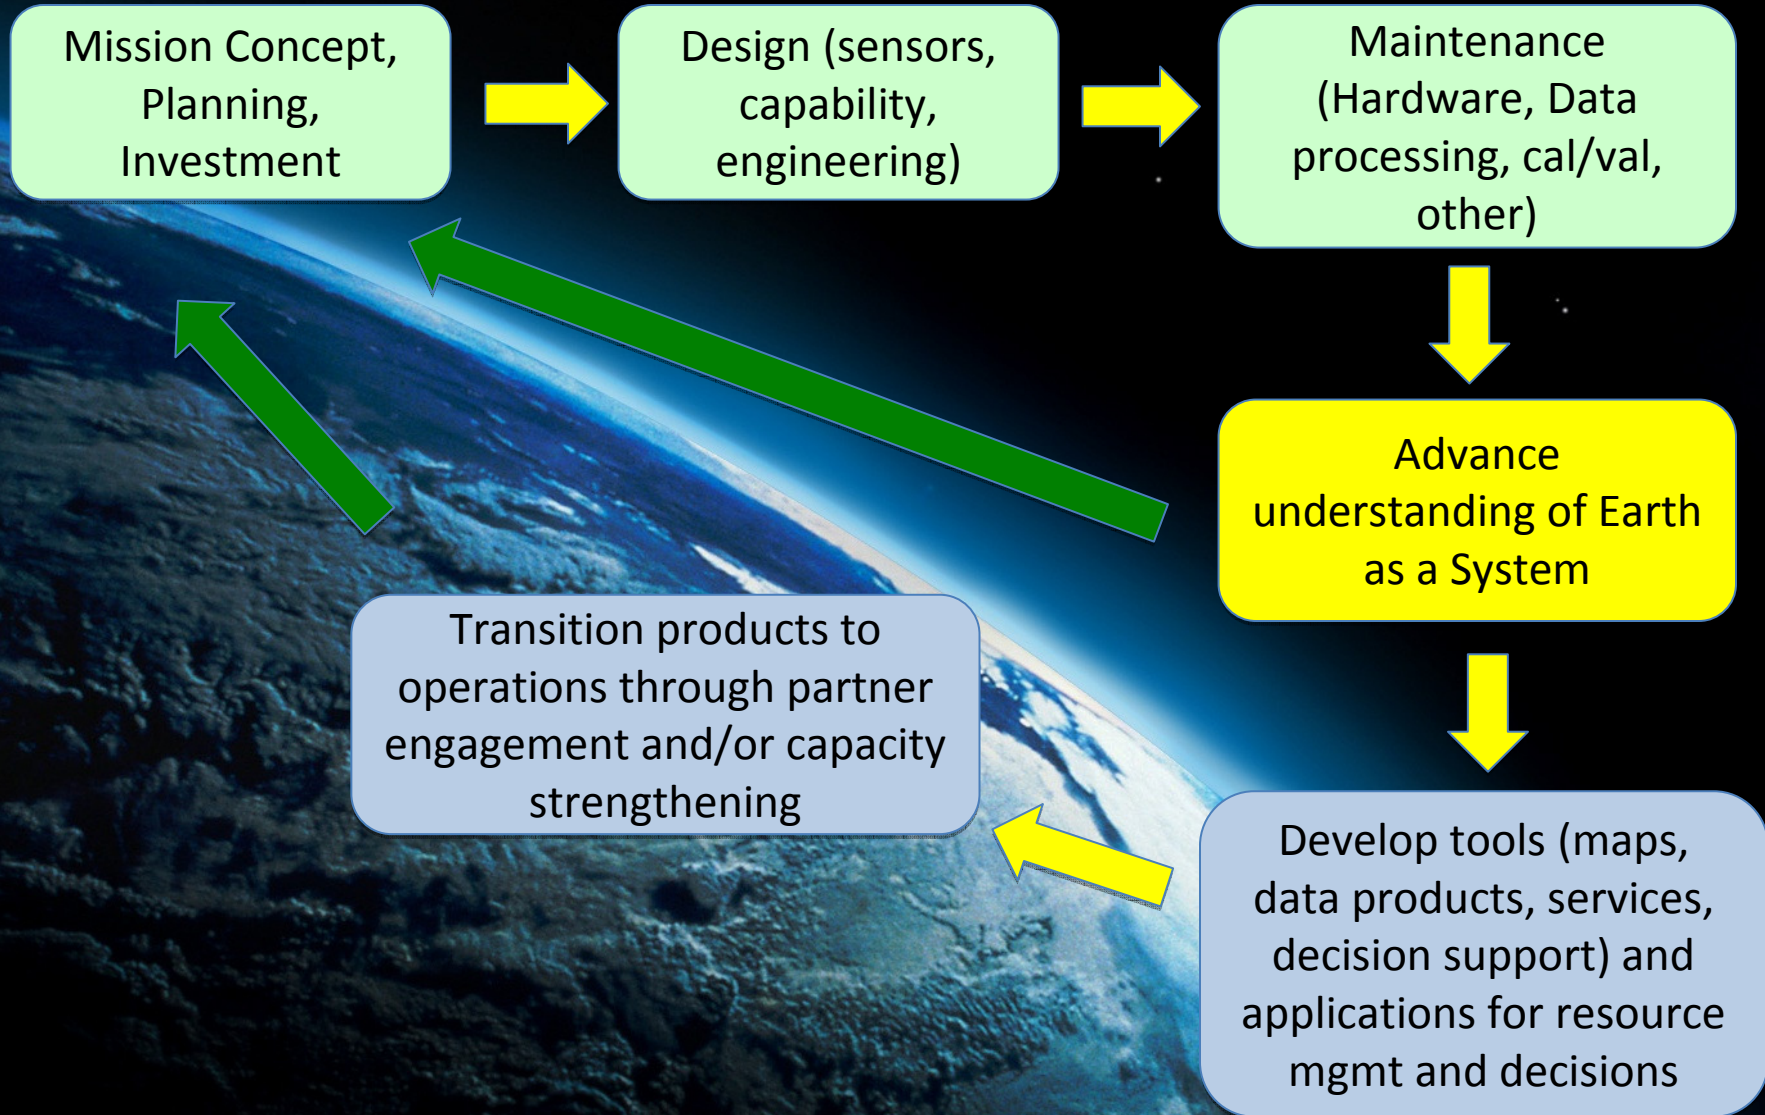 Mission Concept,
Planning,
Investment
Design (sensors,
capability,
engineering)
Maintenance
(Hardware, Data
processing, cal/val,
other)
Advance
understanding of Earth
as a System
Transition products to
operations through partner
engagement and/or capacity
strengthening
Develop tools (maps,
data products, services,
decision support) and
applications for resource
mgmt and decisions